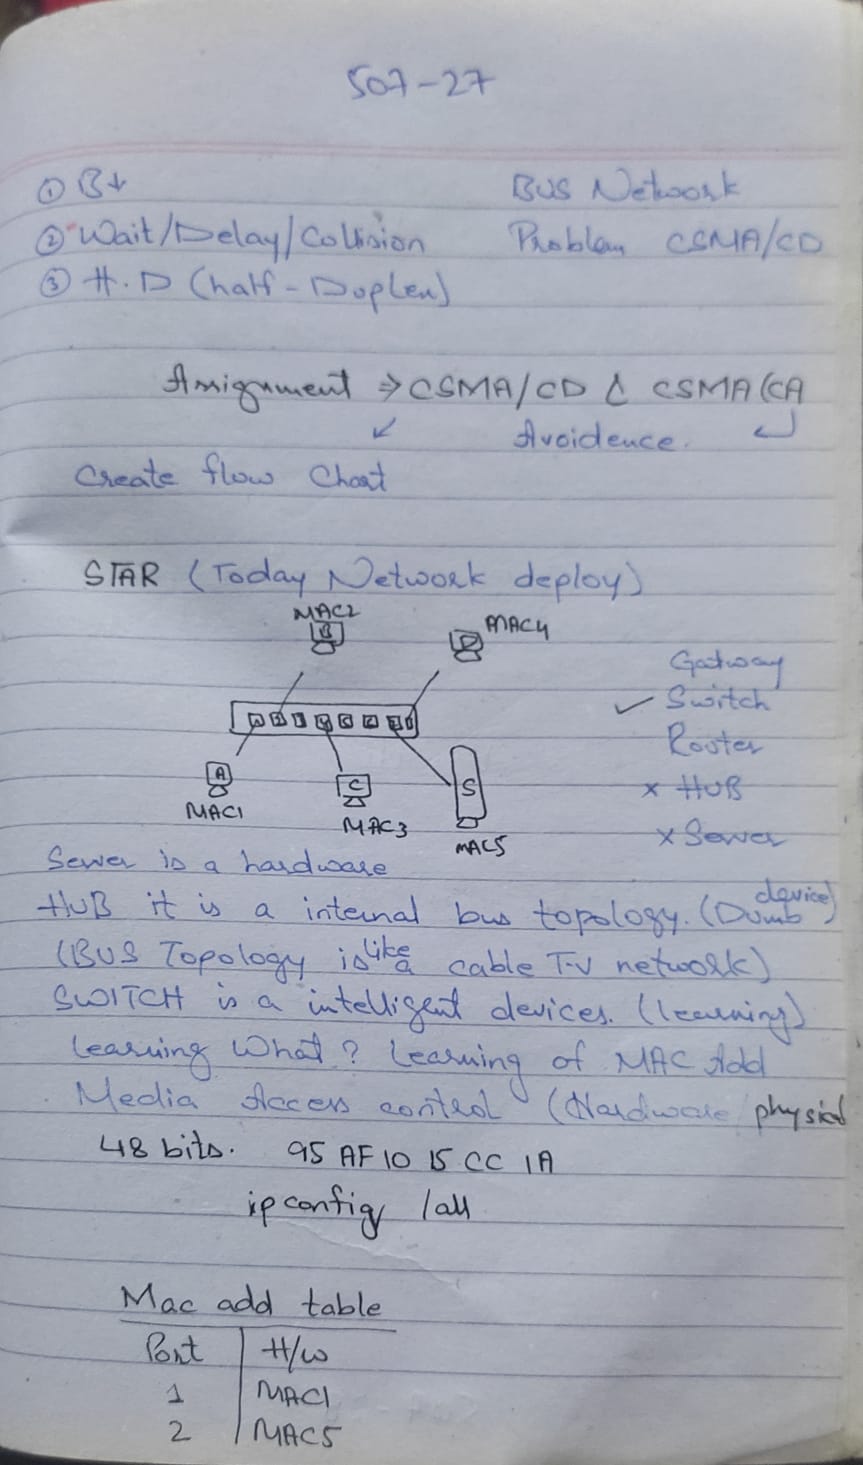 507-27
① B↓ BUS Network
② Wait/Delay/Collision Problem CSMA/CD
③ H.D (half-Duplex)
Assignment ⇒ CSMA/CD & CSMA/CA
↙ Avoidence.
Create flow Chart
STAR (Today Network deploy)
MAC2
B
MAC4
D
Gatway
✓ Switch
Router
A
C
S
x HUB
MAC1
MAC3
MAC5
x Server
Server is a hardware
HUB it is a internal bus topology. (Dumb device)
(BUS Topology is like a cable T.V network)
SWITCH is a intelligent devices. (learning)
learning What? Learning of MAC Add
Media Access control (Hardware/physical
48 bits. 95 AF 10 15 CC 1A
ipconfig /all
Mac add table
Port H/W
1 MAC1
2 MAC5